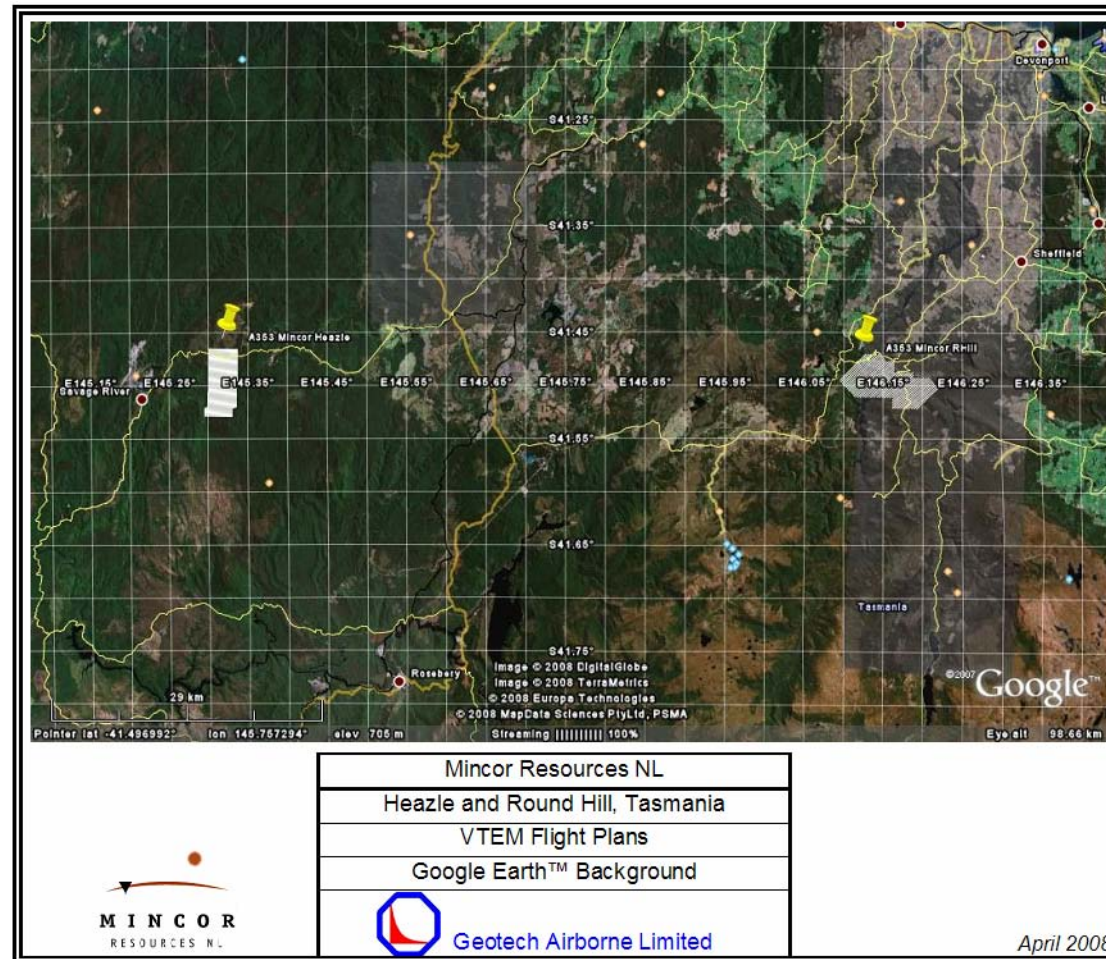 Devonport
S41.25°
S41.35°
Sheffield
S41.45°
A353 Mincor Heazle
A353 Mincor RHill
E145.15° E145.25° E145.35° E145.45° E145.55° E145.65° E145.75° E145.85° E145.95° E146.05° E146.15° E146.25° E146.35°
Savage River
S41.55°
S41.65°
Tasmania
S41.75°
Rosebery
Image © 2008 DigitalGlobe
Image © 2008 TerraMetrics
© 2008 Europa Technologies
© 2008 MapData Sciences PtyLtd, PSMA
©2007 Google™
29 km
Pointer lat -41.496992° lon 145.757294° elev 705 m Streaming |||||||||| 100% Eye alt 98.66 km
Mincor Resources NL
Heazle and Round Hill, Tasmania
VTEM Flight Plans
Google Earth™ Background
Geotech Airborne Limited
MINCOR
RESOURCES NL
April 2008